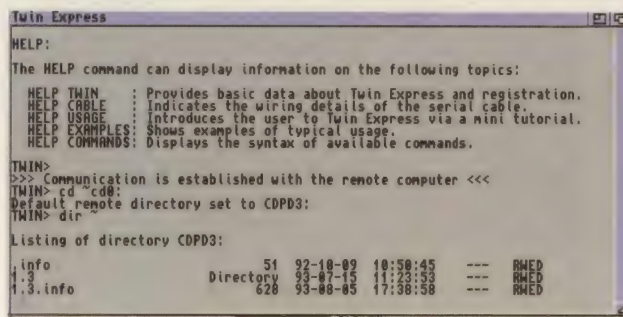 Twin Express
HELP:
The HELP command can display information on the following topics:
HELP TWIN : Provides basic data about Twin Express and registration.
HELP CABLE : Indicates the wiring details of the serial cable.
HELP USAGE : Introduces the user to Twin Express via a mini tutorial.
HELP EXAMPLES: Shows examples of typical usage.
HELP COMMANDS: Displays the syntax of available commands.
TWIN>
>>> Communication is established with the remote computer <<<
TWIN> cd ~cd0:
Default remote directory set to CDPD3:
TWIN> dir ~
Listing of directory CDPD3:
.info 51 92-10-09 10:50:45 --- RWED
1.3 Directory 93-07-15 11:23:53 --- RWED
1.3.info 628 93-08-05 17:38:58 --- RWED